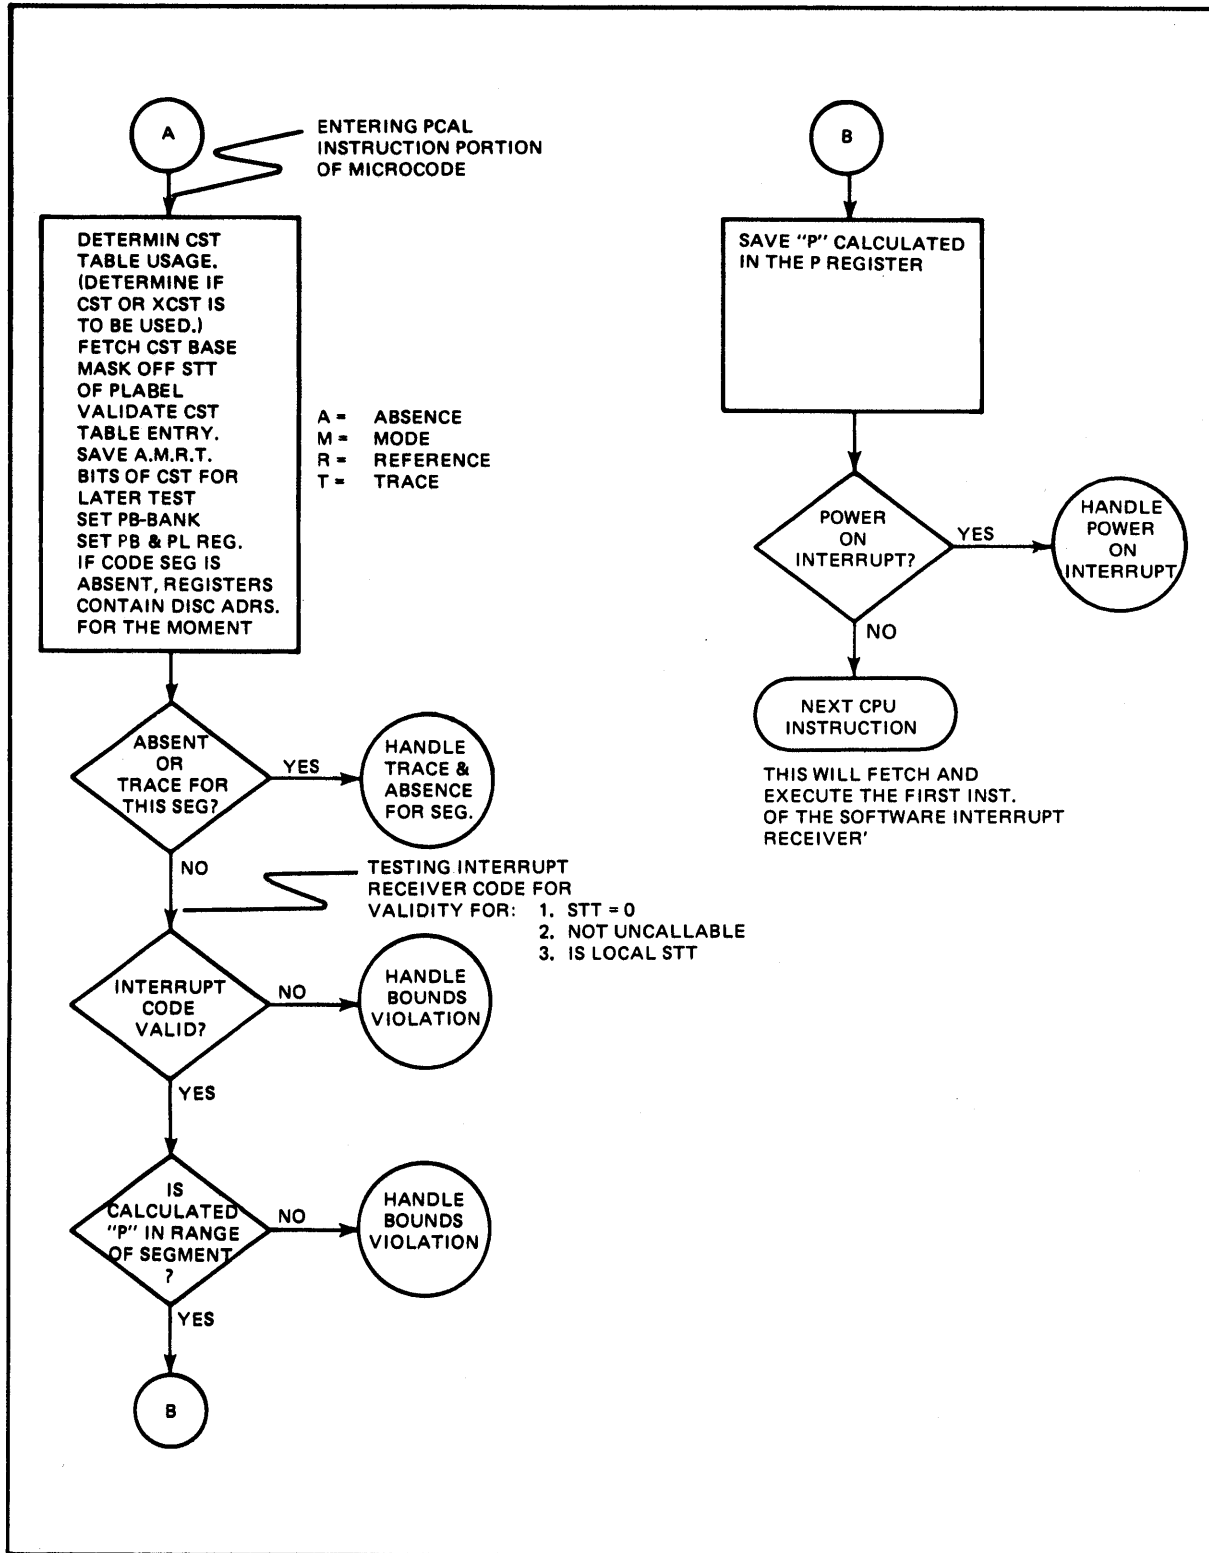 A
ENTERING PCAL
INSTRUCTION PORTION
OF MICROCODE
DETERMIN CST
TABLE USAGE.
(DETERMINE IF
CST OR XCST IS
TO BE USED.)
FETCH CST BASE
MASK OFF STT
OF PLABEL
VALIDATE CST
TABLE ENTRY.
SAVE A.M.R.T.
BITS OF CST FOR
LATER TEST
SET PB-BANK
SET PB & PL REG.
IF CODE SEG IS
ABSENT, REGISTERS
CONTAIN DISC ADRS.
FOR THE MOMENT
A = ABSENCE
M = MODE
R = REFERENCE
T = TRACE
ABSENT
OR
TRACE FOR
THIS SEG?
YES
HANDLE
TRACE &
ABSENCE
FOR SEG.
NO
TESTING INTERRUPT
RECEIVER CODE FOR
VALIDITY FOR: 1. STT = 0
2. NOT UNCALLABLE
3. IS LOCAL STT
INTERRUPT
CODE
VALID?
NO
HANDLE
BOUNDS
VIOLATION
YES
IS
CALCULATED
"P" IN RANGE
OF SEGMENT
?
NO
HANDLE
BOUNDS
VIOLATION
YES
B
B
SAVE "P" CALCULATED
IN THE P REGISTER
POWER
ON
INTERRUPT?
YES
HANDLE
POWER
ON
INTERRUPT
NO
NEXT CPU
INSTRUCTION
THIS WILL FETCH AND
EXECUTE THE FIRST INST.
OF THE SOFTWARE INTERRUPT
RECEIVER'